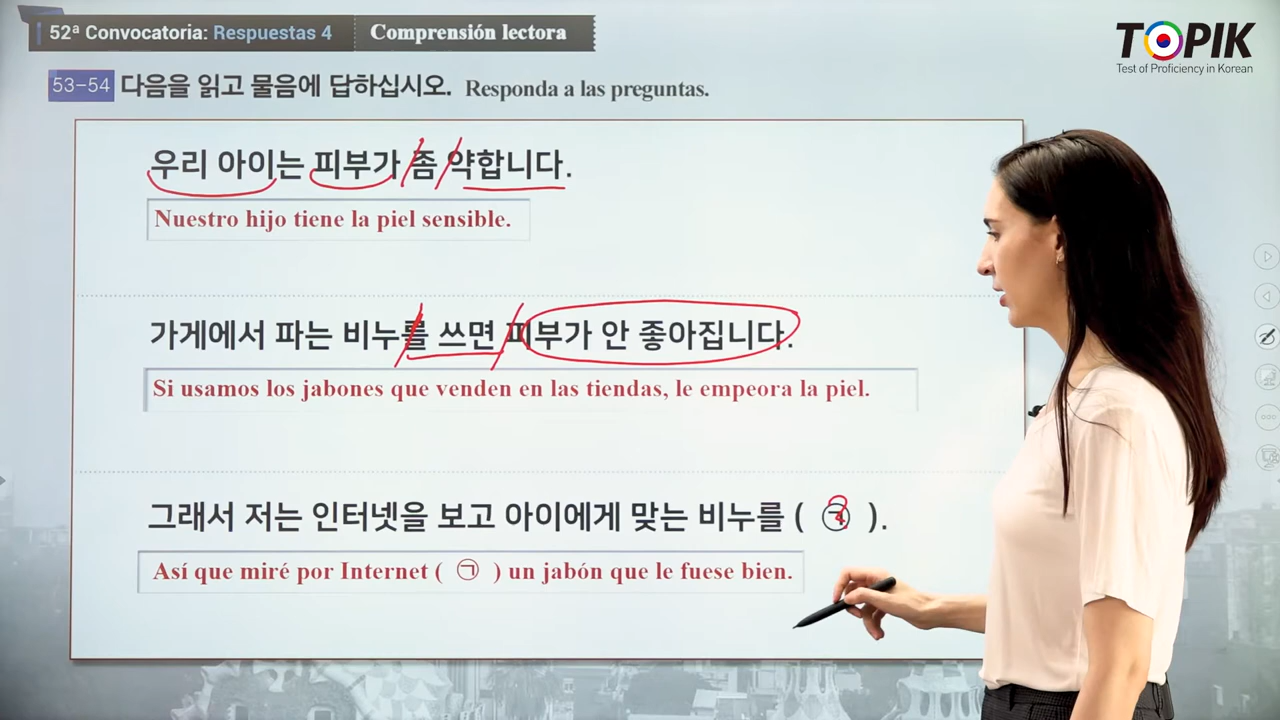 52ª Convocatoria: Respuestas 4 Comprensión lectora
TOPIK
Test of Proficiency in Korean
53-54 다음을 읽고 물음에 답하십시오. Responda a las preguntas.
우리 아이는 피부가 좀 약합니다.
Nuestro hijo tiene la piel sensible.
가게에서 파는 비누를 쓰면 피부가 안 좋아집니다.
Si usamos los jabones que venden en las tiendas, le empeora la piel.
그래서 저는 인터넷을 보고 아이에게 맞는 비누를 ( ㉠ ).
Así que miré por Internet ( ㉠ ) un jabón que le fuese bien.